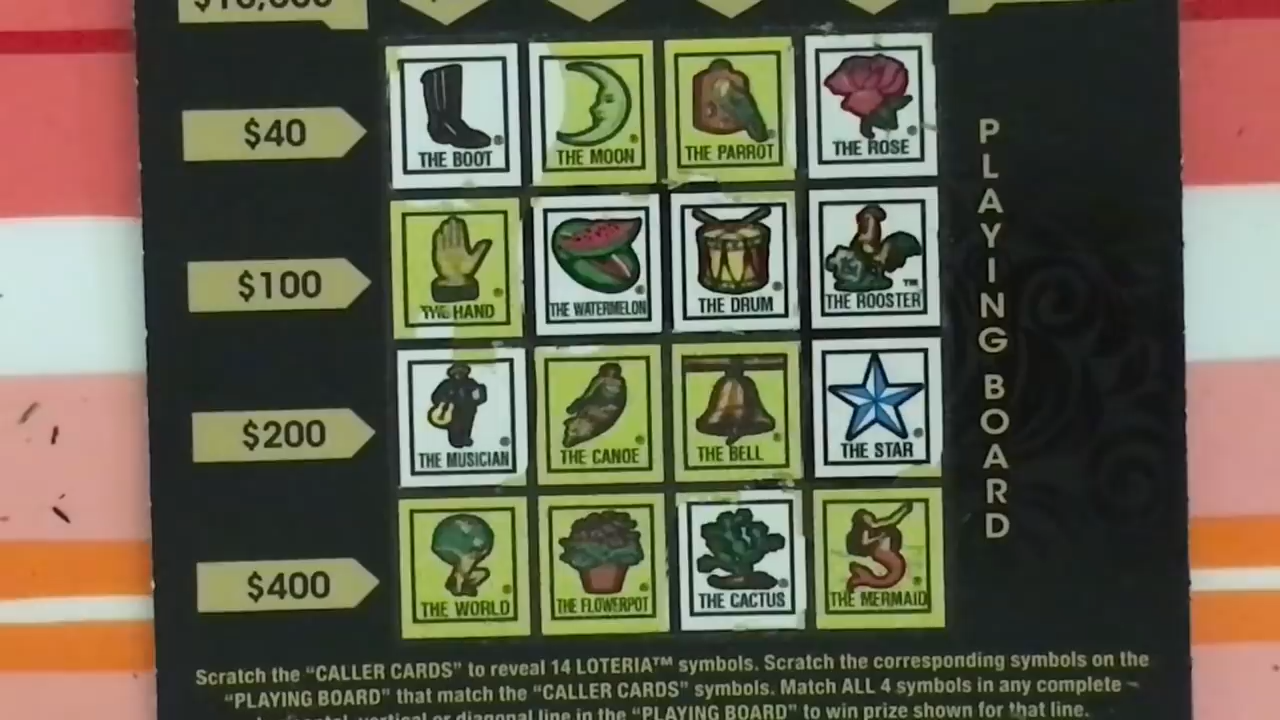 $40
THE BOOT
THE MOON
THE PARROT
THE ROSE
$100
THE HAND
THE WATERMELON
THE DRUM
THE ROOSTER™
$200
THE MUSICIAN
THE CANOE
THE BELL
THE STAR
$400
THE WORLD
THE FLOWERPOT
THE CACTUS
THE MERMAID
PLAYING BOARD
Scratch the “CALLER CARDS” to reveal 14 LOTERIA™ symbols. Scratch the corresponding symbols on the
“PLAYING BOARD” that match the “CALLER CARDS” symbols. Match ALL 4 symbols in any complete
vertical or diagonal line in the “PLAYING BOARD” to win prize shown for that line.